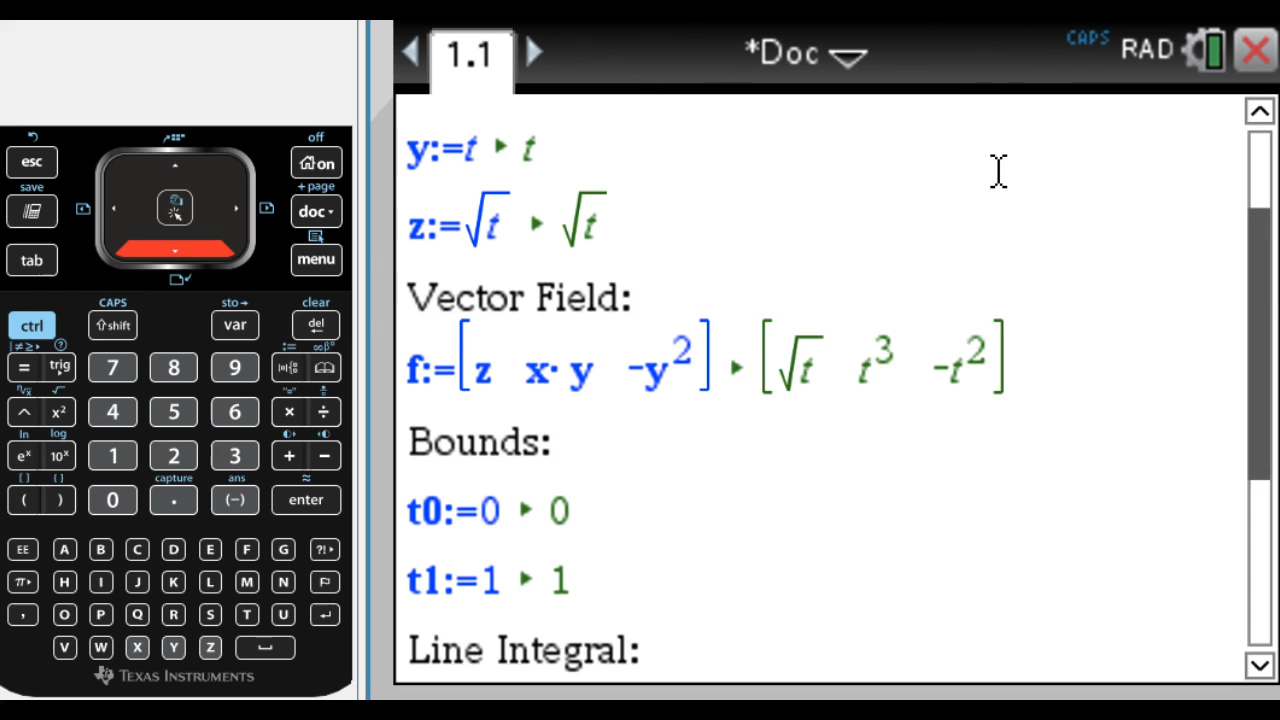 1.1 *Doc CAPS RAD
y:=t ▸ t
z:=√t ▸ √t
Vector Field:
f:=[z x·y -y²] ▸ [√t t³ -t²]
Bounds:
t0:=0 ▸ 0
t1:=1 ▸ 1
Line Integral:
off
esc on
save + page
doc
tab menu
CAPS sto→ clear
ctrl shift var del
= trig 7 8 9
^ x² 4 5 6 × ÷
ln log
eˣ 10ˣ 1 2 3 + −
[] {} capture ans ≈
( ) 0 . (−) enter
EE A B C D E F G ?!▸
π▸ H I J K L M N
, O P Q R S T U ↵
V W X Y Z
TEXAS INSTRUMENTS